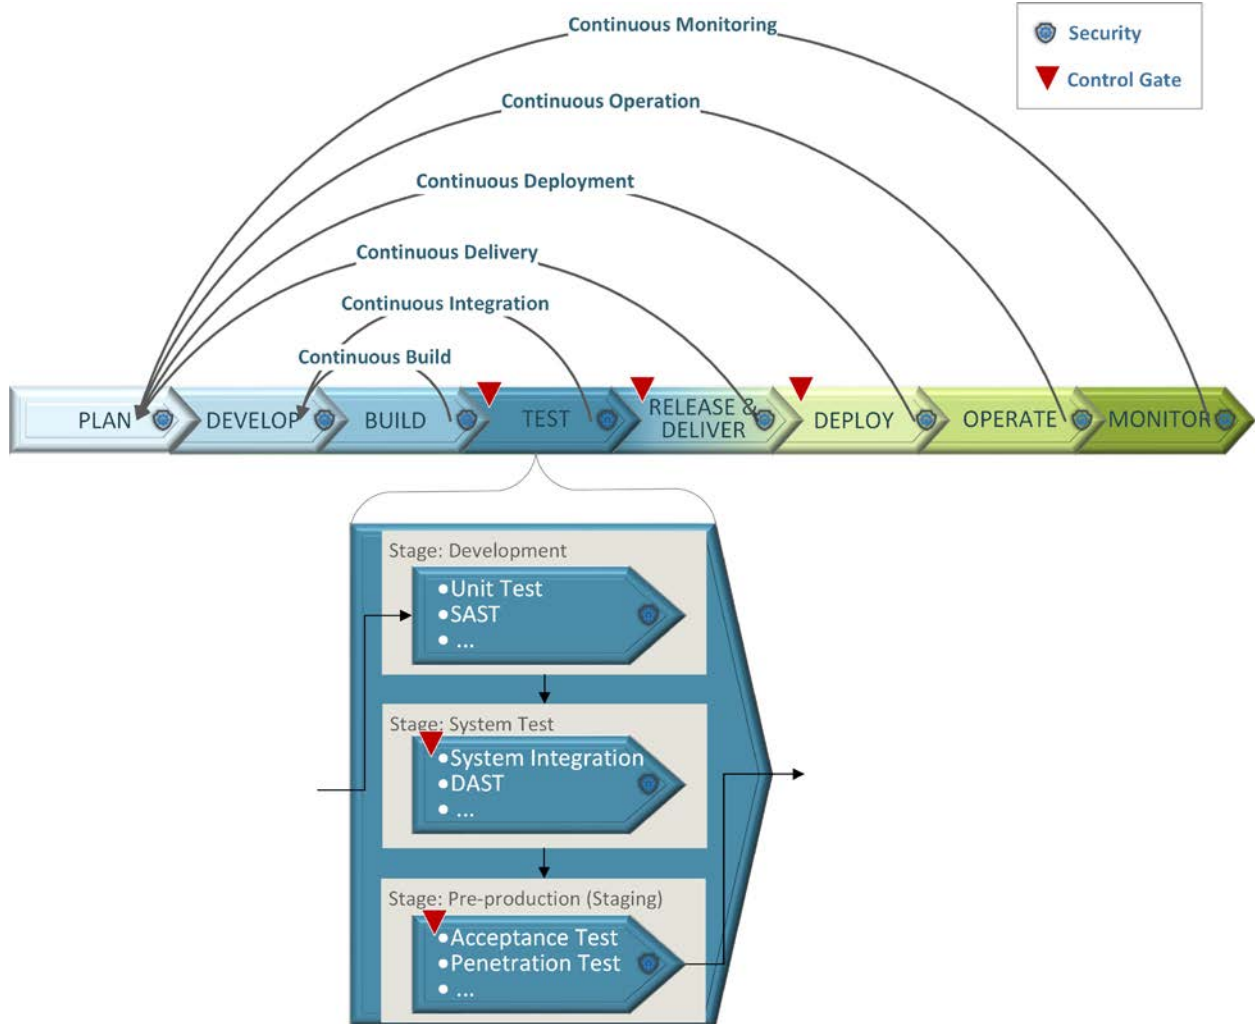 Continuous Monitoring
Security
Control Gate
Continuous Operation
Continuous Deployment
Continuous Delivery
Continuous Integration
Continuous Build
PLAN
DEVELOP
BUILD
TEST
RELEASE &
DELIVER
DEPLOY
OPERATE
MONITOR
Stage: Development
•Unit Test
•SAST
• ...
Stage: System Test
•System Integration
•DAST
• ...
Stage: Pre-production (Staging)
•Acceptance Test
•Penetration Test
• ...